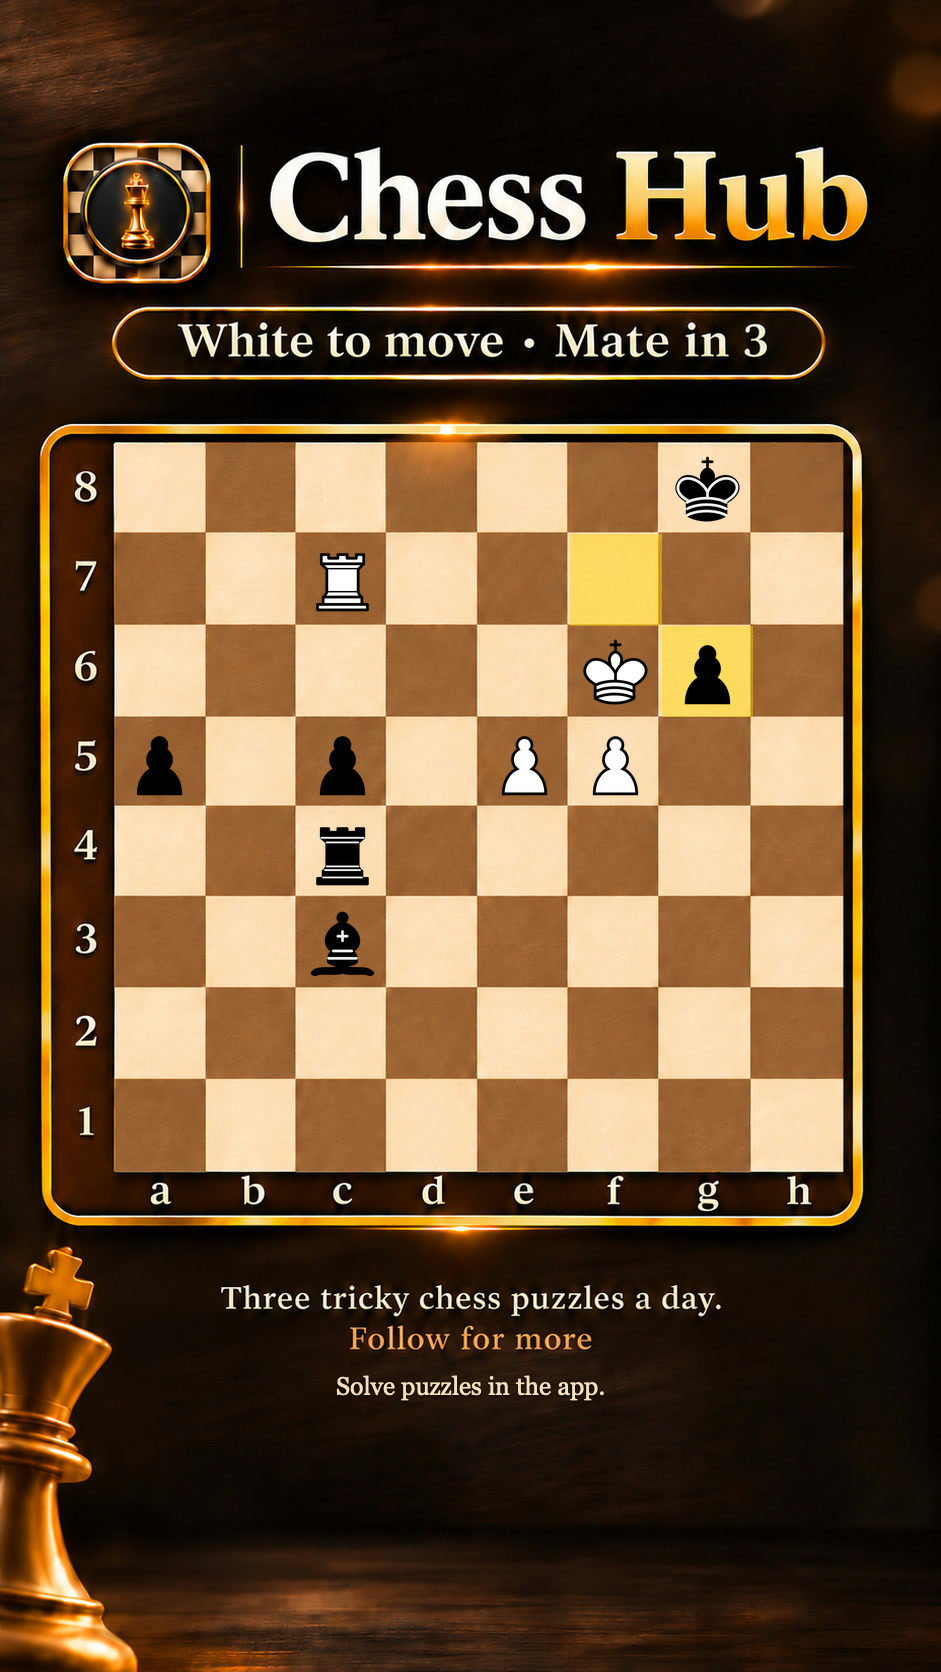 Chess Hub
White to move • Mate in 3
8
7
6
5
4
3
2
1
a b c d e f g h
Three tricky chess puzzles a day.
Follow for more
Solve puzzles in the app.